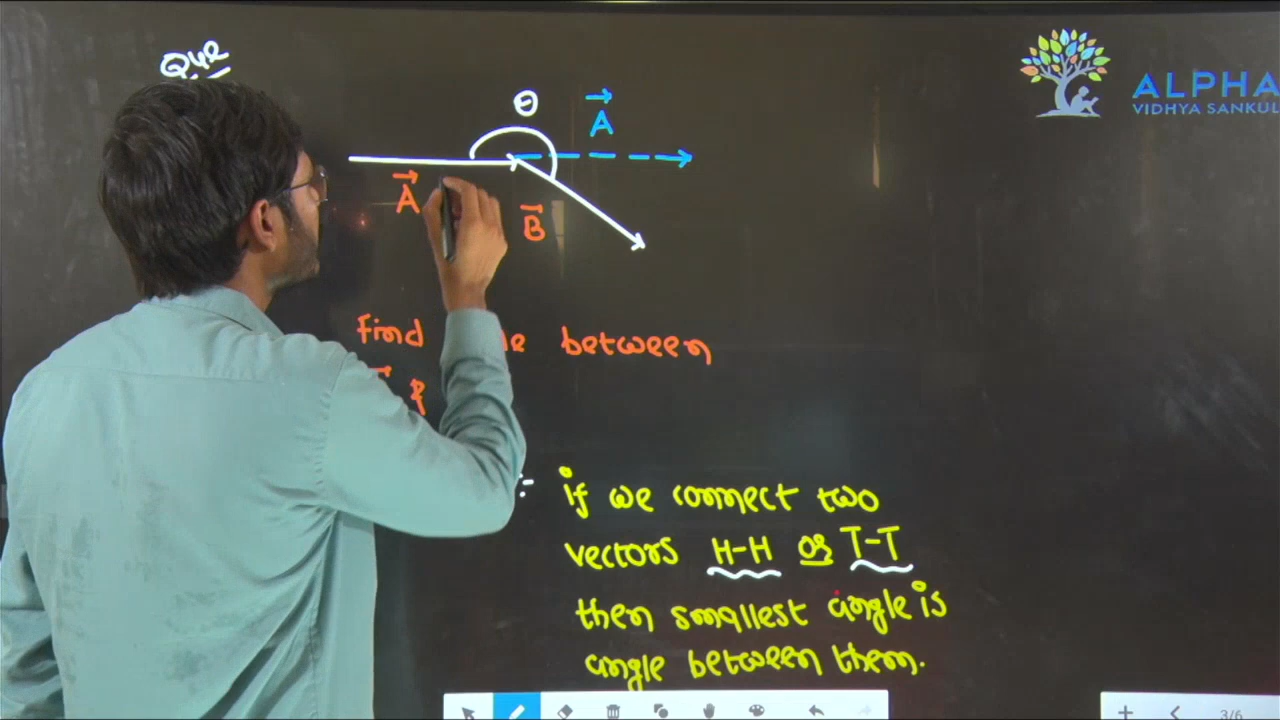 Que
θ
A
A
B
Find between
&
if we connect two
vectors H-H or T-T
then smallest angle is
angle between them.
ALPHA
VIDHYA SANKUL
3/6